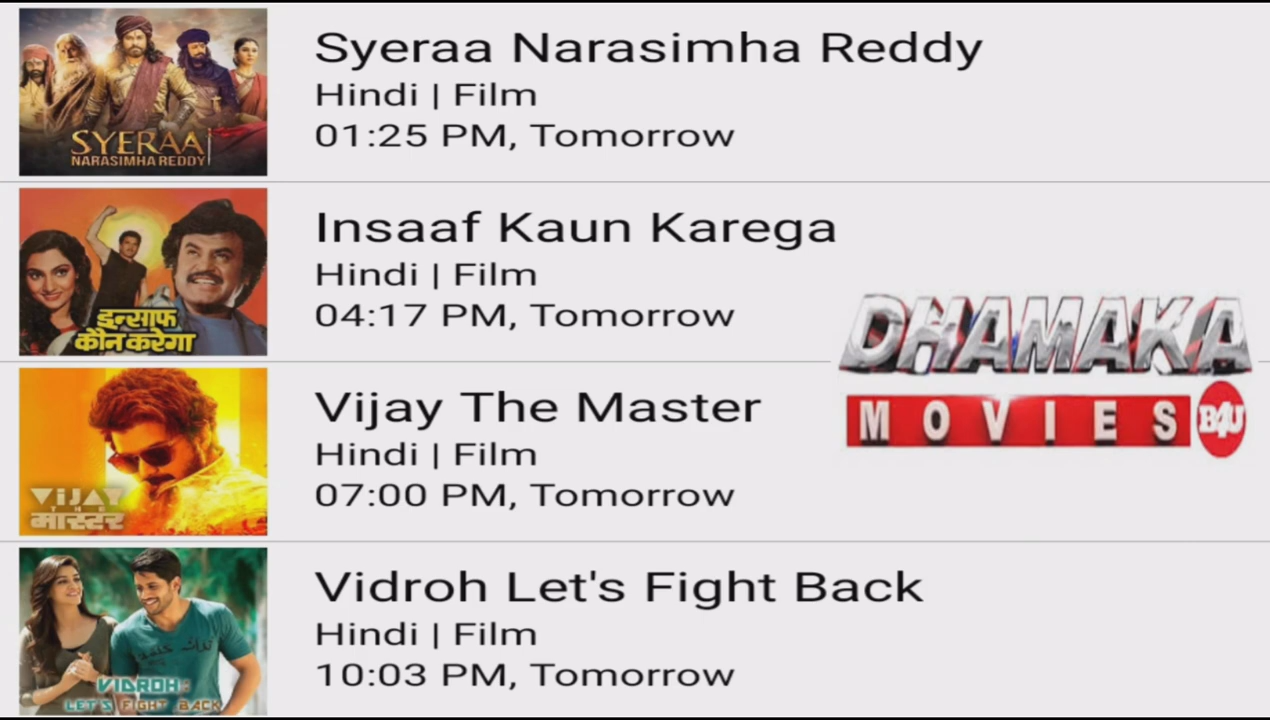 SYERAA
NARASIMHA REDDY
Syeraa Narasimha Reddy
Hindi | Film
01:25 PM, Tomorrow
इन्साफ
कौन करेगा
Insaaf Kaun Karega
Hindi | Film
04:17 PM, Tomorrow
DHAMAKA
MOVIES B4U
ViJAY
THE
मास्टर
Vijay The Master
Hindi | Film
07:00 PM, Tomorrow
VIDROH:
LET'S FIGHT BACK
Vidroh Let's Fight Back
Hindi | Film
10:03 PM, Tomorrow